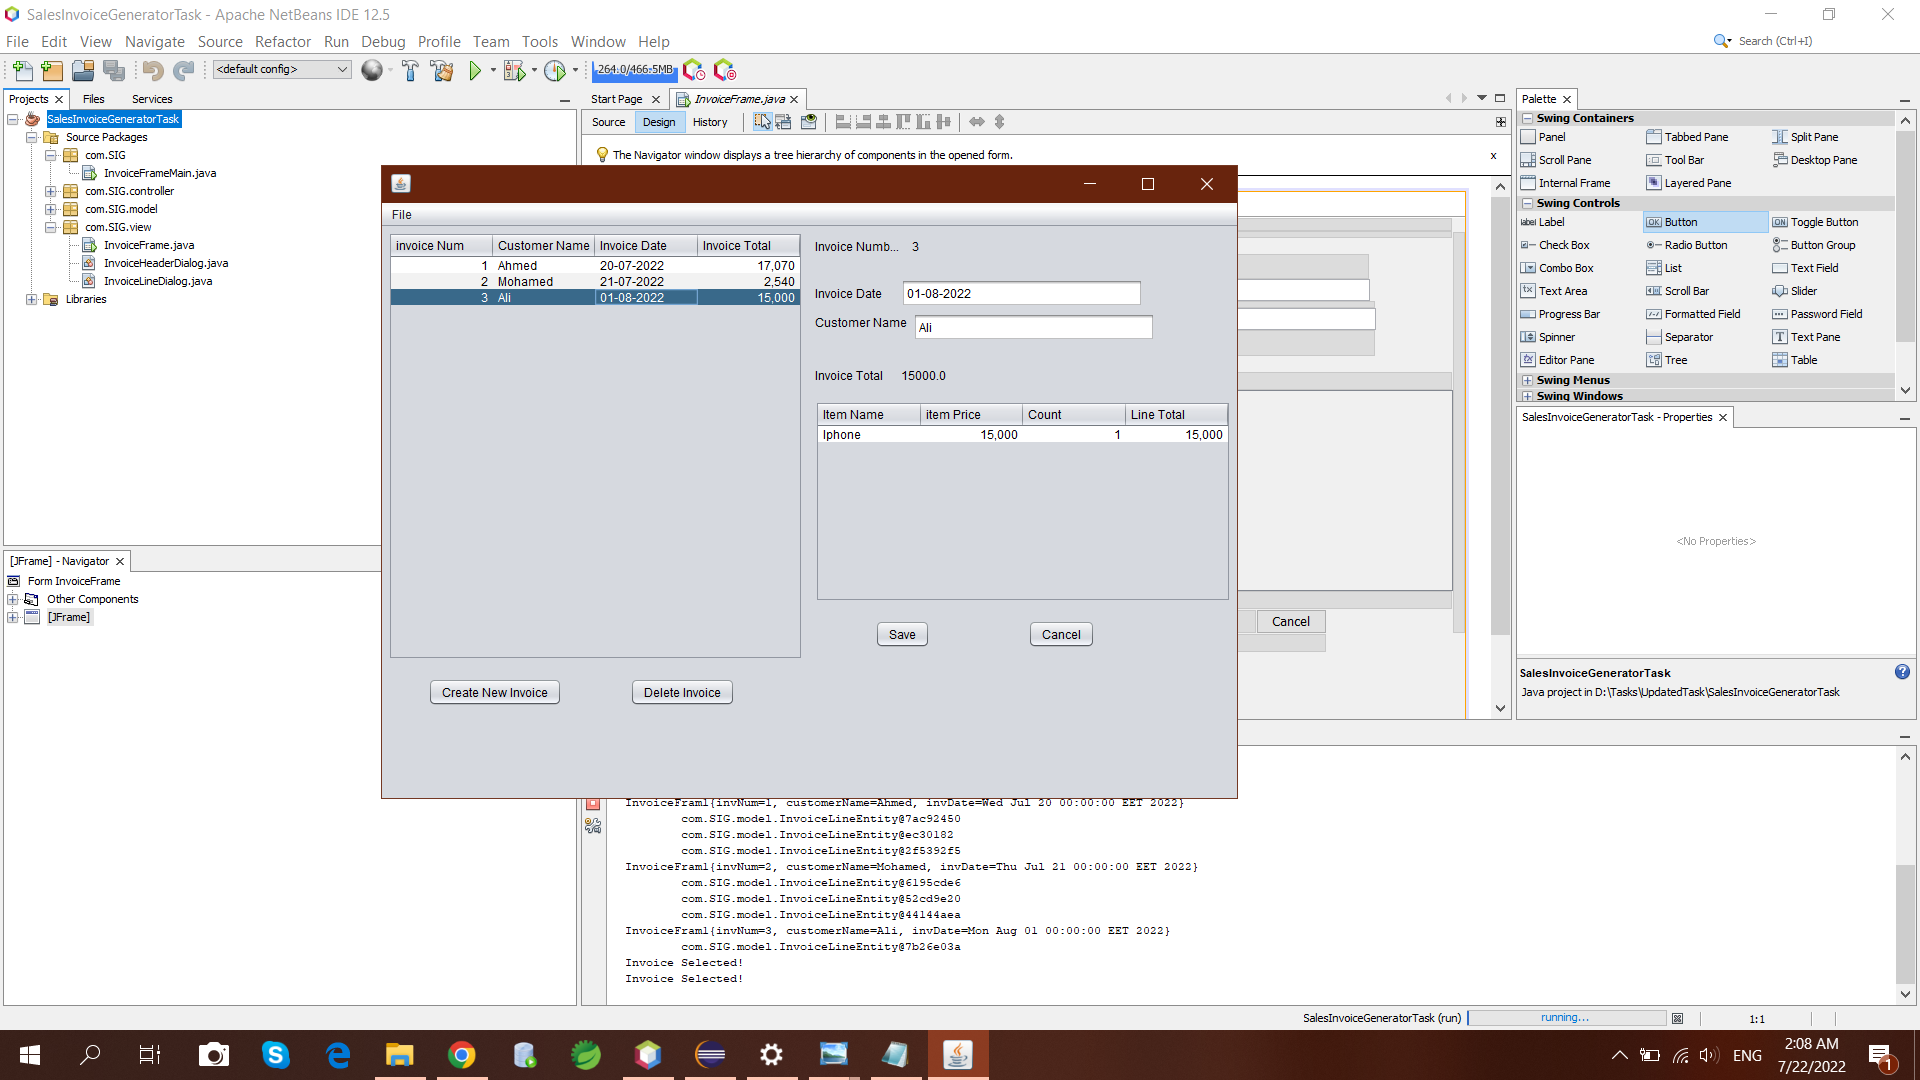 SalesInvoiceGeneratorTask - Apache NetBeans IDE 12.5
File Edit View Navigate Source Refactor Run Debug Profile Team Tools Window Help
Search (Ctrl+I)
<default config>
264.0/466.5MB
Projects Files Services
SalesInvoiceGeneratorTask
Source Packages
com.SIG
InvoiceFrameMain.java
com.SIG.controller
com.SIG.model
com.SIG.view
InvoiceFrame.java
InvoiceHeaderDialog.java
InvoiceLineDialog.java
Libraries
[JFrame] - Navigator
Form InvoiceFrame
Other Components
[JFrame]
Start Page InvoiceFrame.java
Source Design History
The Navigator window displays a tree hierarchy of components in the opened form. x
File
invoice Num Customer Name Invoice Date Invoice Total
1 Ahmed 20-07-2022 17,070
2 Mohamed 21-07-2022 2,540
3 Ali 01-08-2022 15,000
Create New Invoice Delete Invoice
Invoice Numb... 3
Invoice Date 01-08-2022
Customer Name Ali
Invoice Total 15000.0
Item Name item Price Count Line Total
Iphone 15,000 1 15,000
Save Cancel
Cancel
Palette
Swing Containers
Panel Tabbed Pane Split Pane
Scroll Pane Tool Bar Desktop Pane
Internal Frame Layered Pane
Swing Controls
label Label OK Button ON Toggle Button
Check Box Radio Button Button Group
Combo Box List Text Field
Text Area Scroll Bar Slider
Progress Bar Formatted Field Password Field
Spinner Separator Text Pane
Editor Pane Tree Table
Swing Menus
Swing Windows
SalesInvoiceGeneratorTask - Properties
<No Properties>
SalesInvoiceGeneratorTask
Java project in D:\Tasks\UpdatedTask\SalesInvoiceGeneratorTask
InvoiceFram1{invNum=1, customerName=Ahmed, invDate=Wed Jul 20 00:00:00 EET 2022}
com.SIG.model.InvoiceLineEntity@7ac92450
com.SIG.model.InvoiceLineEntity@ec30182
com.SIG.model.InvoiceLineEntity@2f5392f5
InvoiceFram1{invNum=2, customerName=Mohamed, invDate=Thu Jul 21 00:00:00 EET 2022}
com.SIG.model.InvoiceLineEntity@6195cde6
com.SIG.model.InvoiceLineEntity@52cd9e20
com.SIG.model.InvoiceLineEntity@44144aea
InvoiceFram1{invNum=3, customerName=Ali, invDate=Mon Aug 01 00:00:00 EET 2022}
com.SIG.model.InvoiceLineEntity@7b26e03a
Invoice Selected!
Invoice Selected!
SalesInvoiceGeneratorTask (run) running... 1:1
ENG
2:08 AM
7/22/2022
1